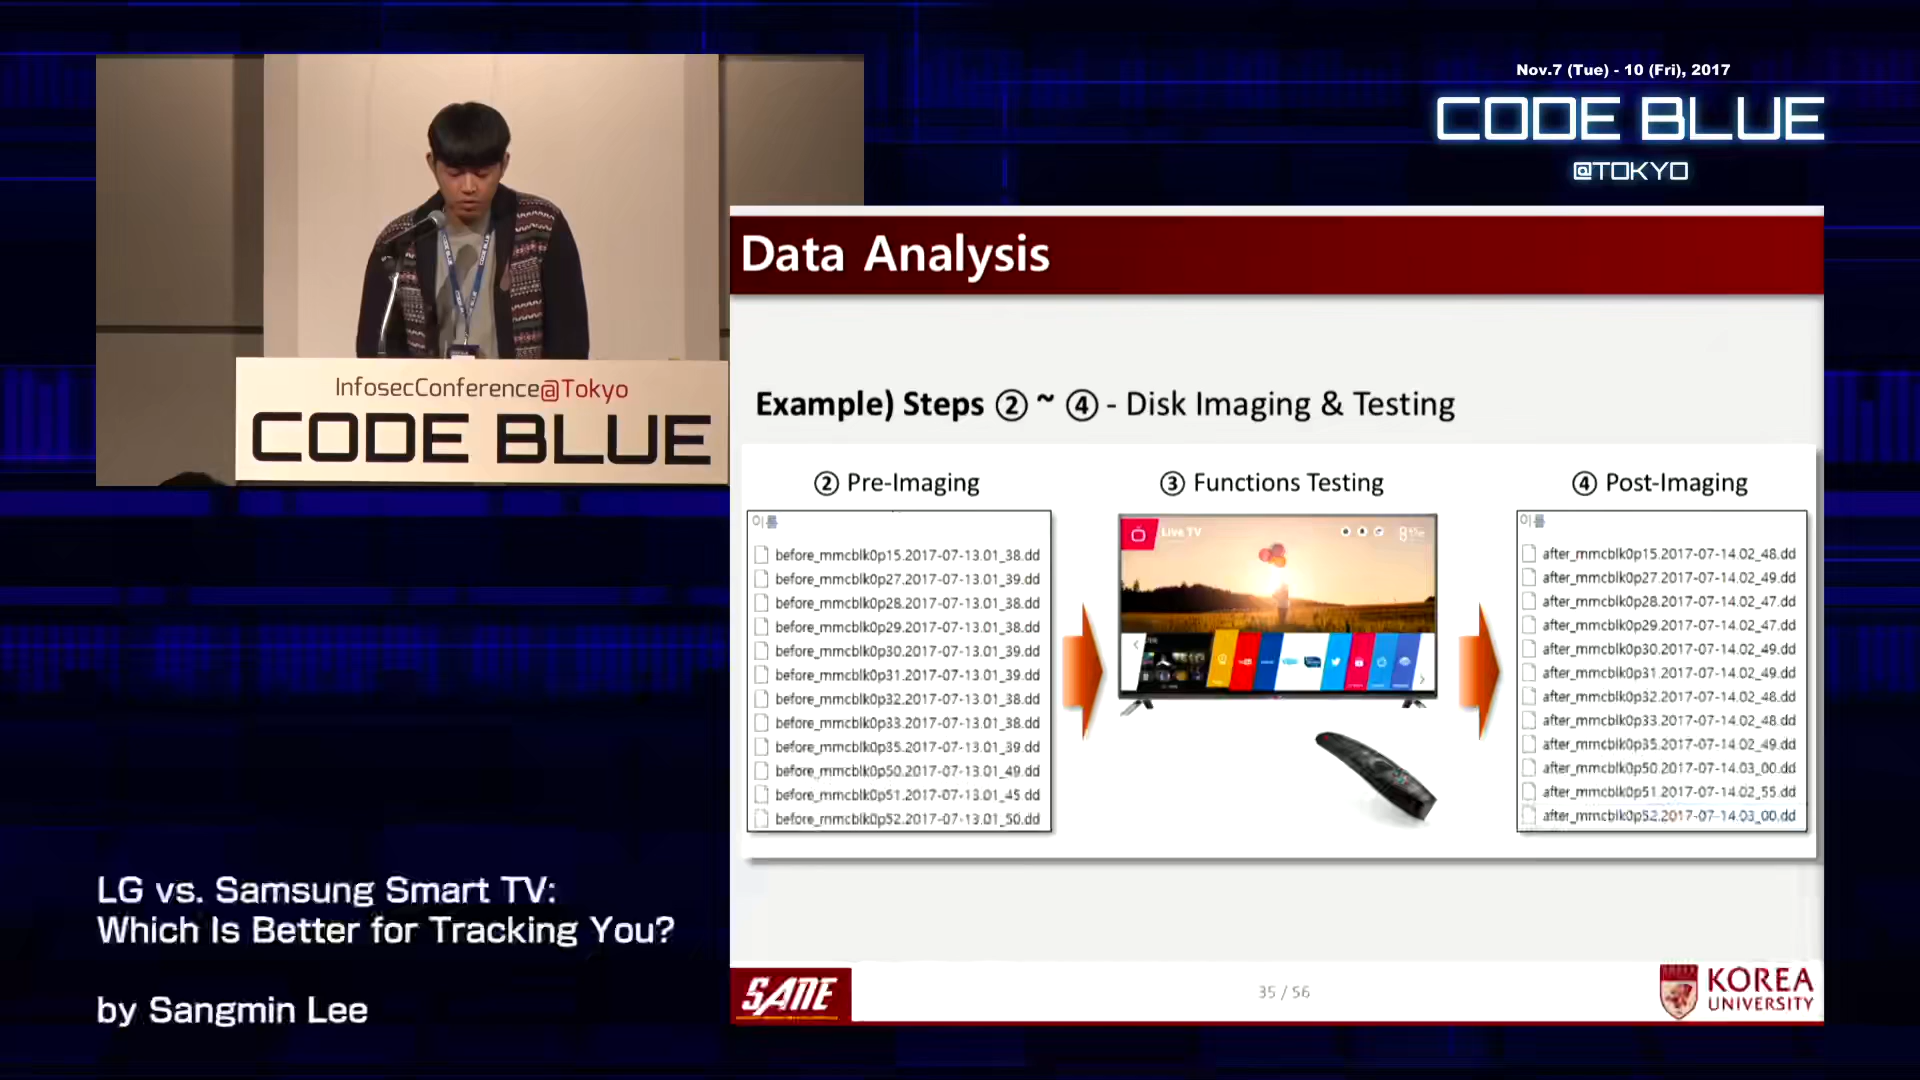 Nov.7 (Tue) - 10 (Fri), 2017
CODE BLUE
@TOKYO
InfosecConference@Tokyo
CODE BLUE
Data Analysis
Example) Steps ② ~ ④ - Disk Imaging & Testing
② Pre-Imaging
이름
before_mmcblk0p15.2017-07-13.01_38.dd
before_mmcblk0p27.2017-07-13.01_39.dd
before_mmcblk0p28.2017-07-13.01_38.dd
before_mmcblk0p29.2017-07-13.01_38.dd
before_mmcblk0p30.2017-07-13.01_39.dd
before_mmcblk0p31.2017-07-13.01_39.dd
before_mmcblk0p32.2017-07-13.01_38.dd
before_mmcblk0p33.2017-07-13.01_38.dd
before_mmcblk0p35.2017-07-13.01_39.dd
before_mmcblk0p50.2017-07-13.01_49.dd
before_mmcblk0p51.2017-07-13.01_45.dd
before_mmcblk0p52.2017-07-13.01_50.dd
③ Functions Testing
Live TV
④ Post-Imaging
이름
after_mmcblk0p15.2017-07-14.02_48.dd
after_mmcblk0p27.2017-07-14.02_49.dd
after_mmcblk0p28.2017-07-14.02_47.dd
after_mmcblk0p29.2017-07-14.02_47.dd
after_mmcblk0p30.2017-07-14.02_49.dd
after_mmcblk0p31.2017-07-14.02_49.dd
after_mmcblk0p32.2017-07-14.02_48.dd
after_mmcblk0p33.2017-07-14.02_48.dd
after_mmcblk0p35.2017-07-14.02_49.dd
after_mmcblk0p50.2017-07-14.03_00.dd
after_mmcblk0p51.2017-07-14.02_55.dd
after_mmcblk0p52.2017-07-14.03_00.dd
LG vs. Samsung Smart TV:
Which Is Better for Tracking You?
by Sangmin Lee
SANE
35 / 56
KOREA
UNIVERSITY